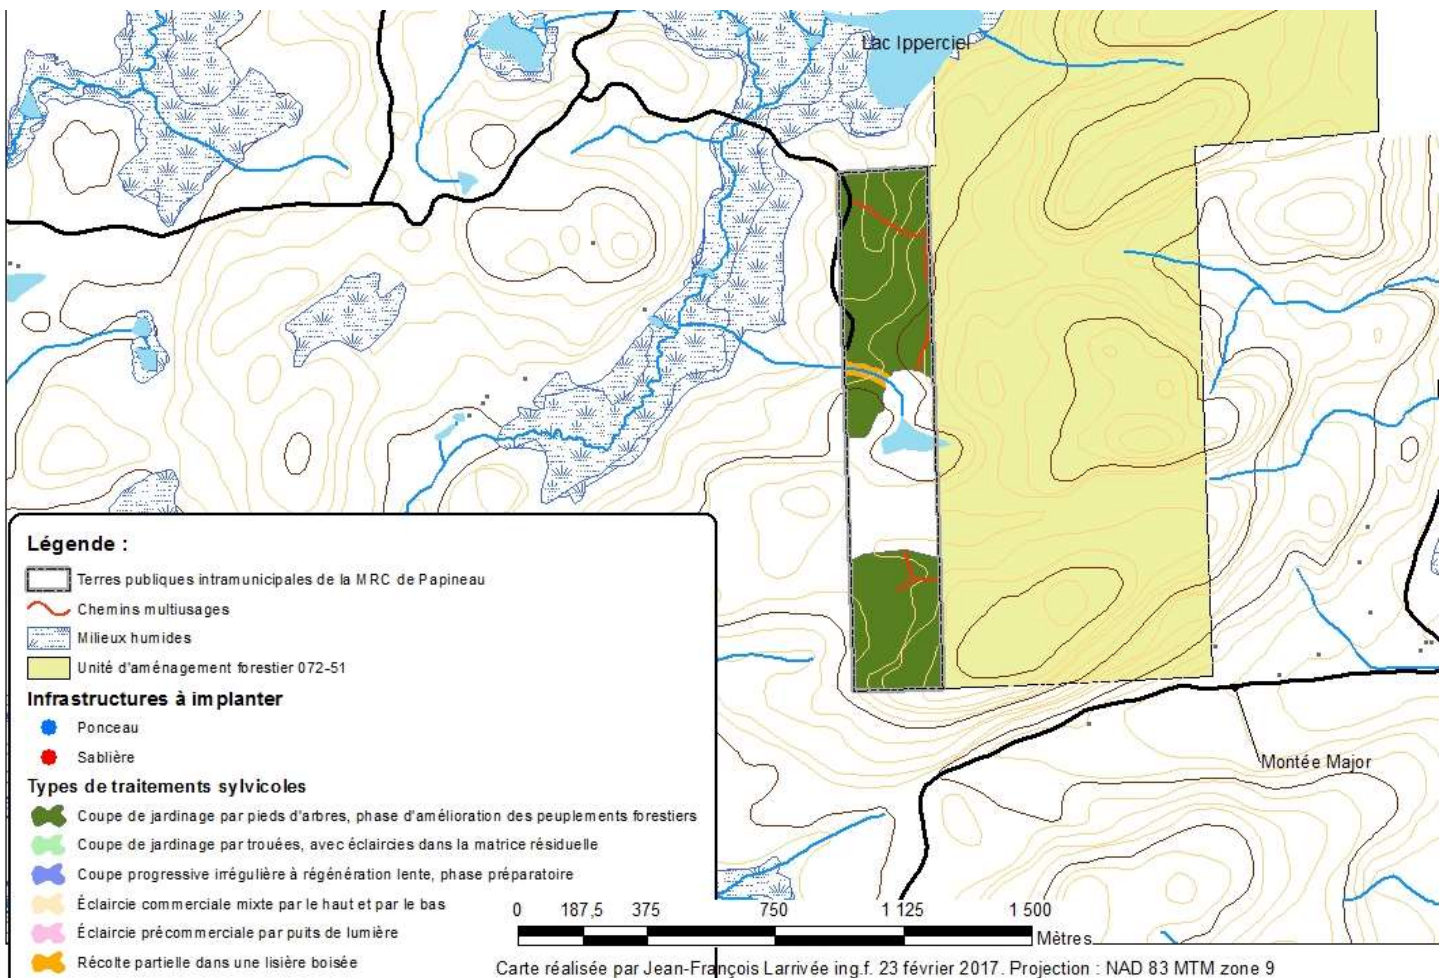 Lac Ipperciel
Légende :
Terres publiques intramunicipales de la MRC de Papineau
Chemins multiusages
Milieux humides
Unité d'aménagement forestier 072-51
Infrastructures à implanter
Ponceau
Sablière
Types de traitements sylvicoles
Coupe de jardinage par pieds d'arbres, phase d'amélioration des peuplements forestiers
Coupe de jardinage par trouées, avec éclaircies dans la matrice résiduelle
Coupe progressive irrégulière à régénération lente, phase préparatoire
Éclaircie commerciale mixte par le haut et par le bas
Éclaircie précommerciale par puits de lumière
Récolte partielle dans une lisière boisée
Montée Major
0 187,5 375 750 1 125 1 500
Mètres
Carte réalisée par Jean-François Larrivée ing.f. 23 février 2017. Projection : NAD 83 MTM zone 9